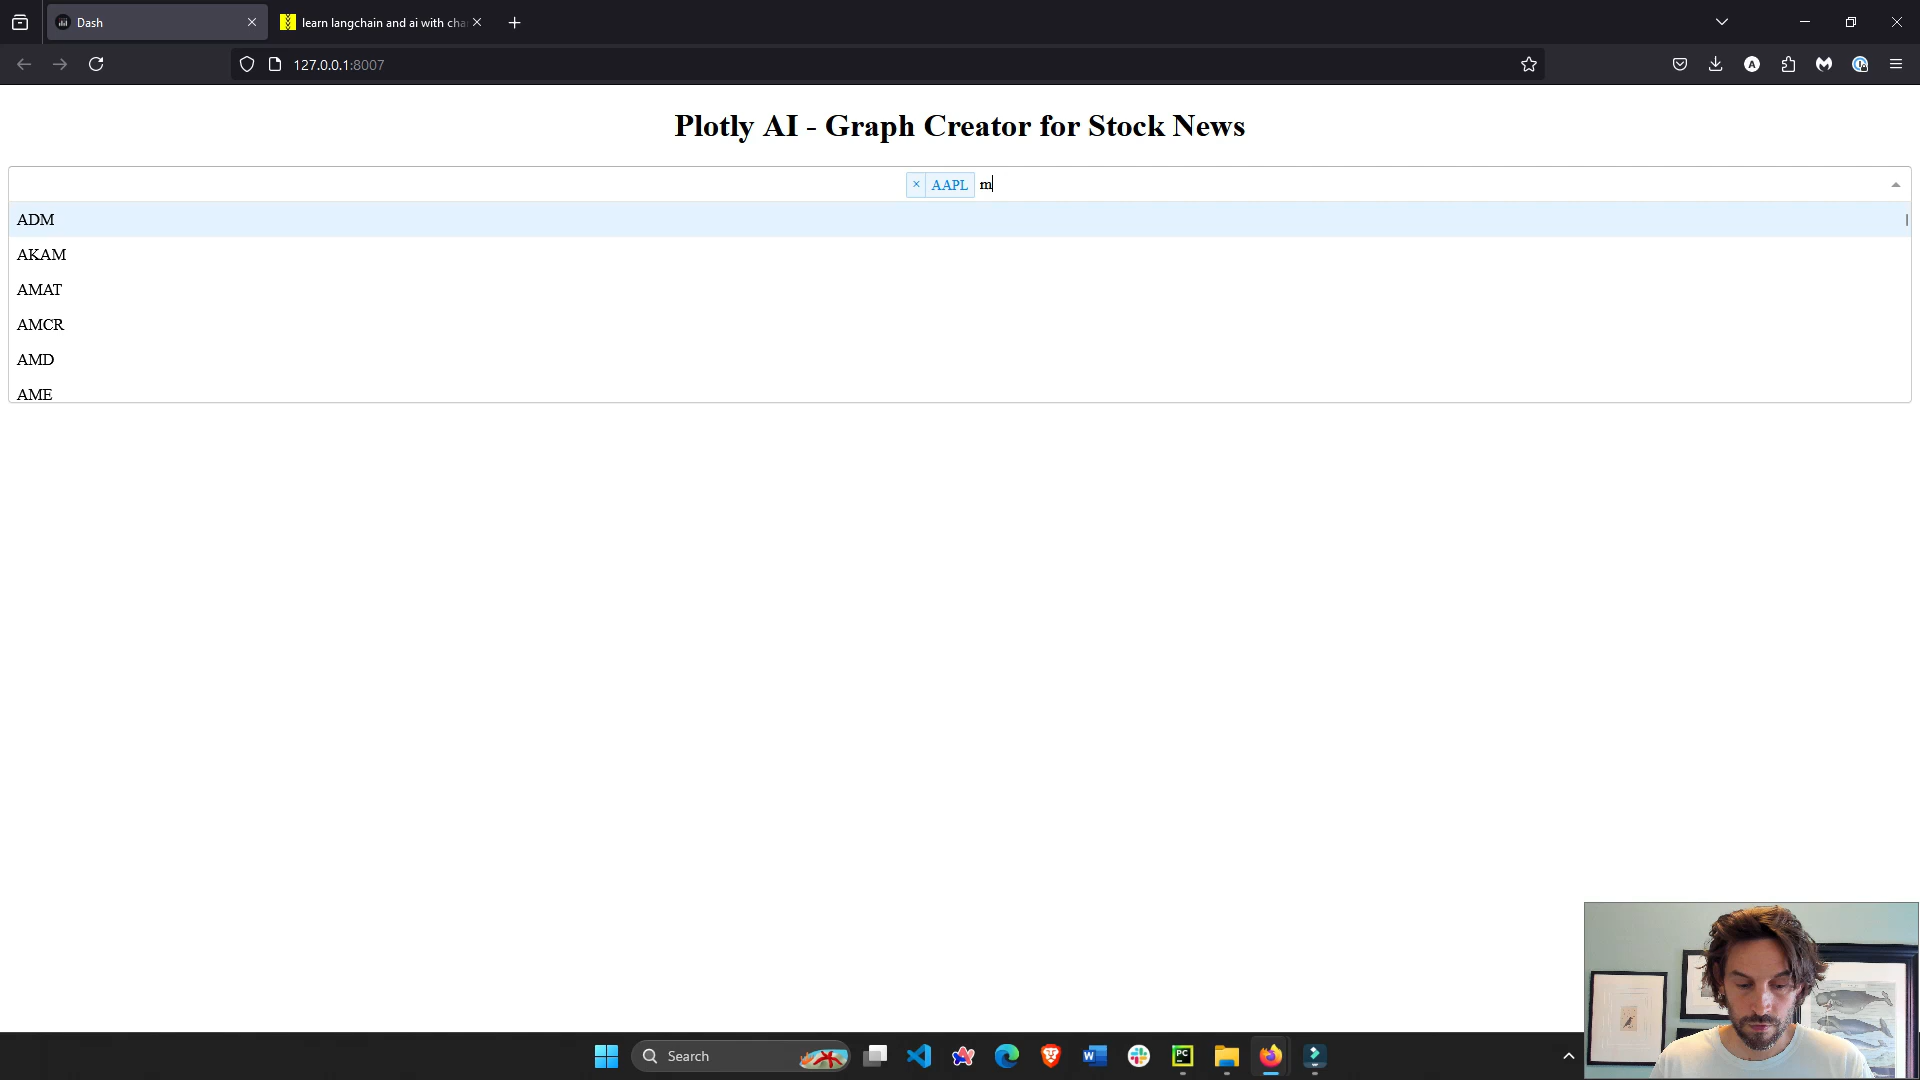 Dash
learn langchain and ai with cha
127.0.0.1:8007
Plotly AI - Graph Creator for Stock News
× AAPL m
ADM
AKAM
AMAT
AMCR
AMD
AME
Search